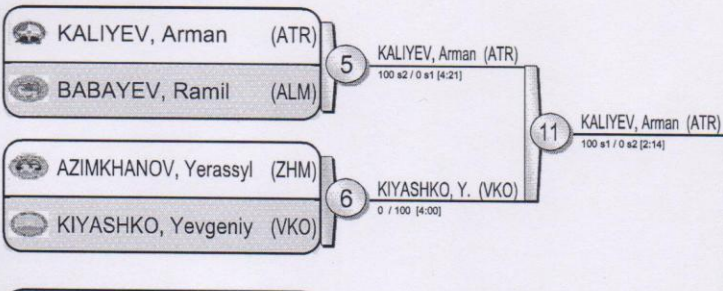 KALIYEV, Arman (ATR)
BABAYEV, Ramil (ALM)
5
KALIYEV, Arman (ATR)
100 s2 / 0 s1 [4:21]
AZIMKHANOV, Yerassyl (ZHM)
KIYASHKO, Yevgeniy (VKO)
6
KIYASHKO, Y. (VKO)
0 / 100 [4:00]
11
KALIYEV, Arman (ATR)
100 s1 / 0 s2 [2:14]